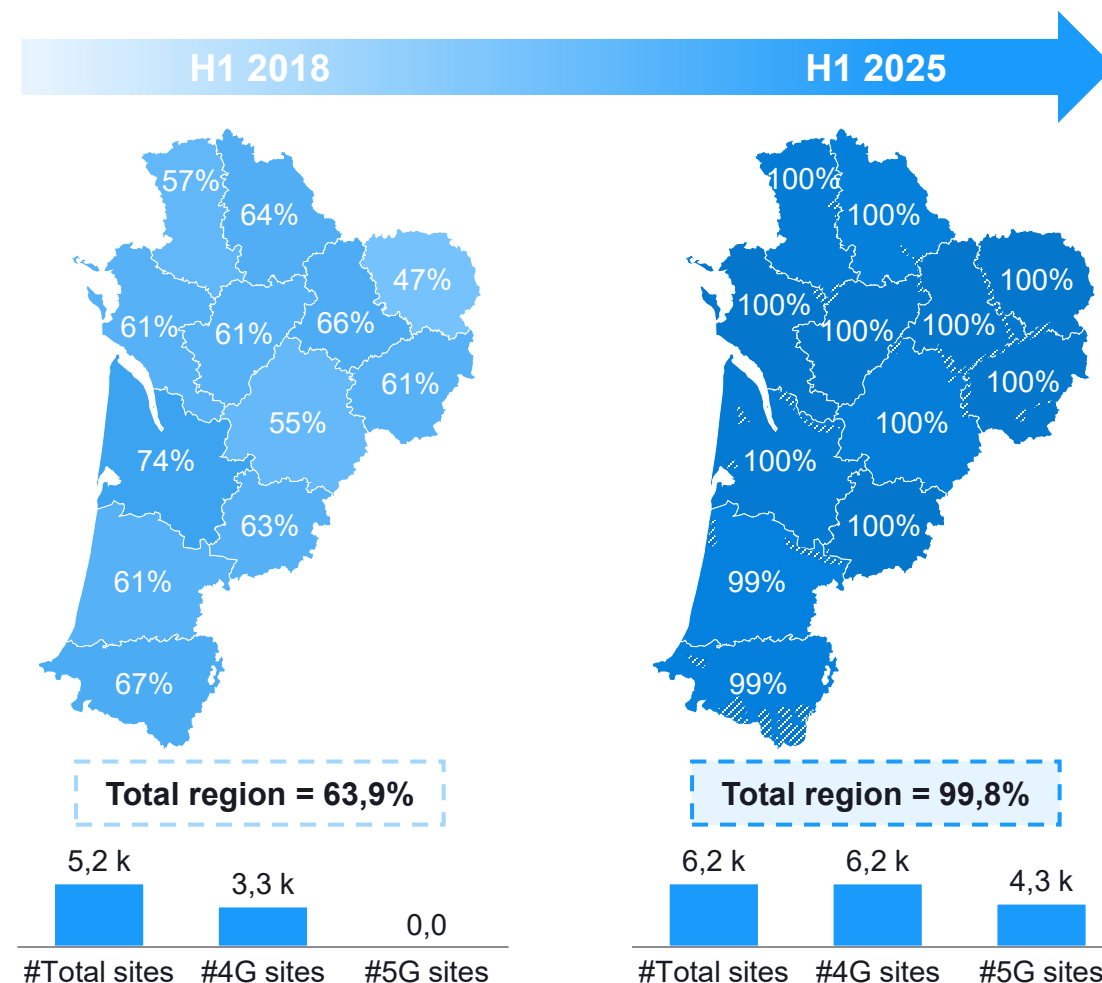 H1 2018
H1 2025
57%
64%
47%
61%
61%
66%
61%
55%
74%
63%
61%
67%
100%
100%
100%
100%
100%
100%
100%
100%
100%
100%
99%
99%
Total region = 63,9%
Total region = 99,8%
5,2 k
3,3 k
0,0
#Total sites
#4G sites
#5G sites
6,2 k
6,2 k
4,3 k
#Total sites
#4G sites
#5G sites